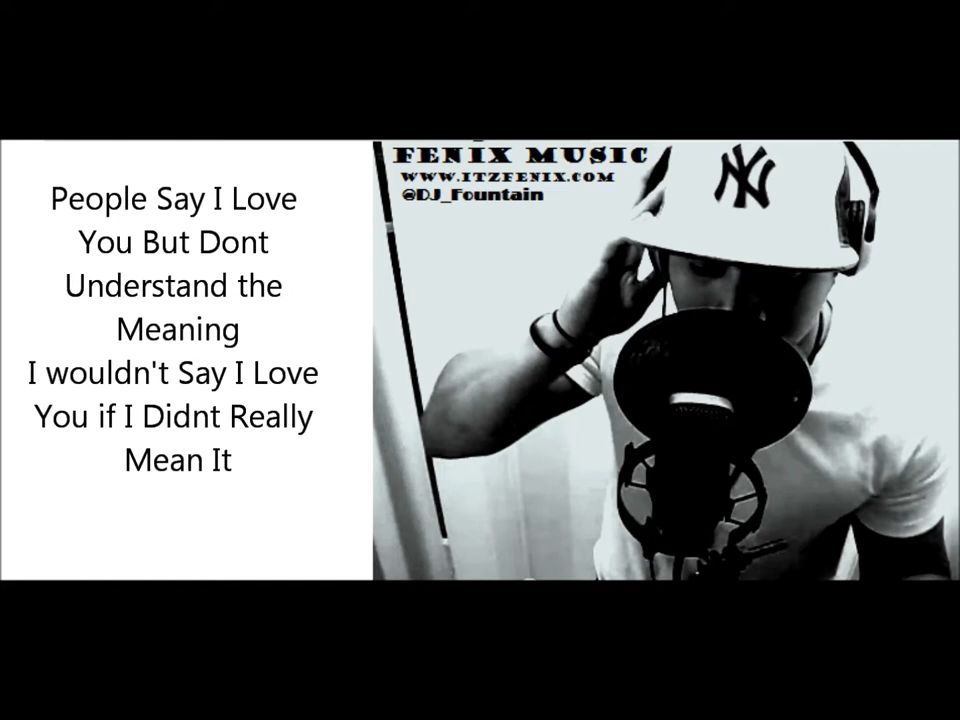 People Say I Love
You But Dont
Understand the
Meaning
I wouldn't Say I Love
You if I Didnt Really
Mean It
FENIX MUSIC
WWW.ITZFENIX.COM
@DJ_Fountain
NY